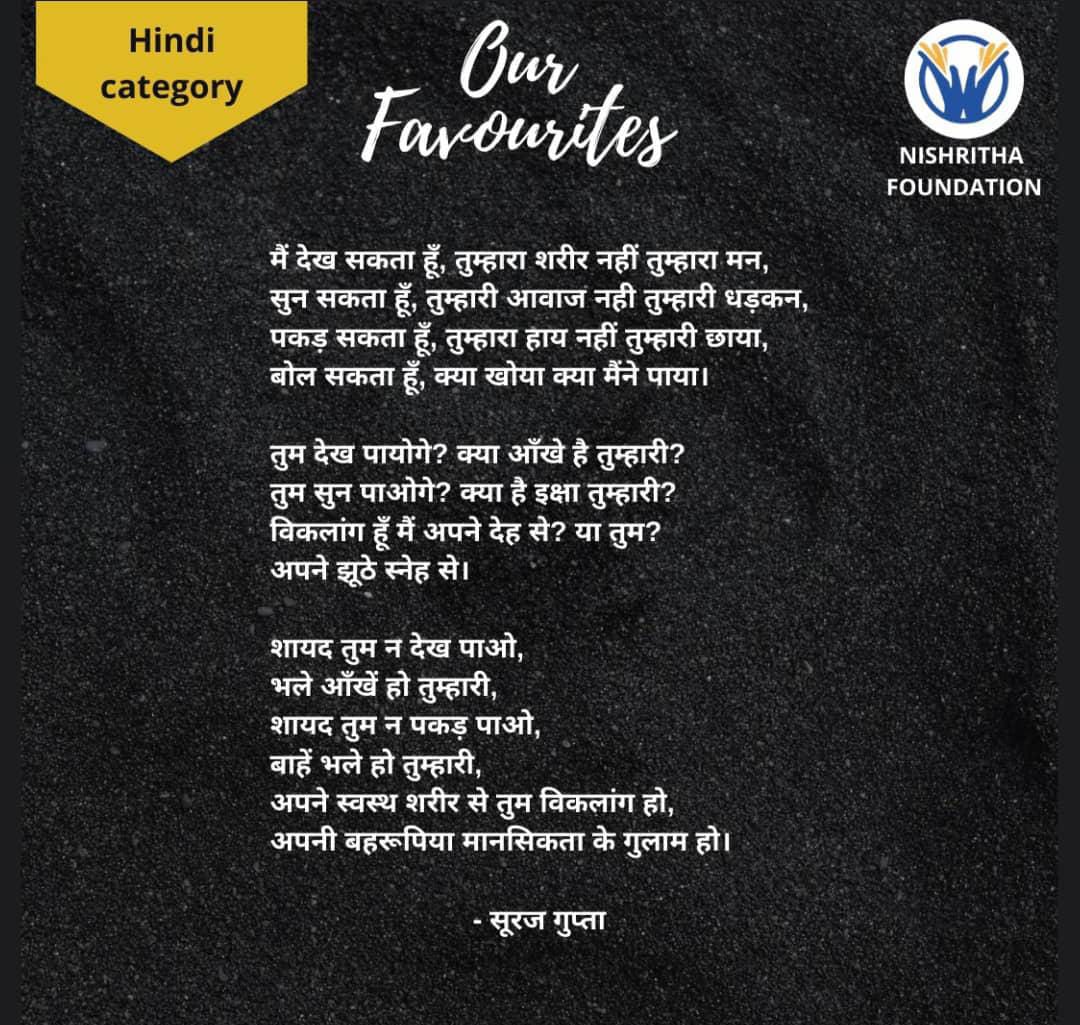 Hindi
category
Our
Favourites
NISHRITHA
FOUNDATION
मैं देख सकता हूँ, तुम्हारा शरीर नहीं तुम्हारा मन,
सुन सकता हूँ, तुम्हारी आवाज नही तुम्हारी धड़कन,
पकड़ सकता हूँ, तुम्हारा हाय नहीं तुम्हारी छाया,
बोल सकता हूँ, क्या खोया क्या मैंने पाया।
तुम देख पायोगे? क्या आँखे है तुम्हारी?
तुम सुन पाओगे? क्या है इक्षा तुम्हारी?
विकलांग हूँ मैं अपने देह से? या तुम?
अपने झूठे स्नेह से।
शायद तुम न देख पाओ,
भले आँखें हो तुम्हारी,
शायद तुम न पकड़ पाओ,
बाहें भले हो तुम्हारी,
अपने स्वस्थ शरीर से तुम विकलांग हो,
अपनी बहरूपिया मानसिकता के गुलाम हो।
- सूरज गुप्ता